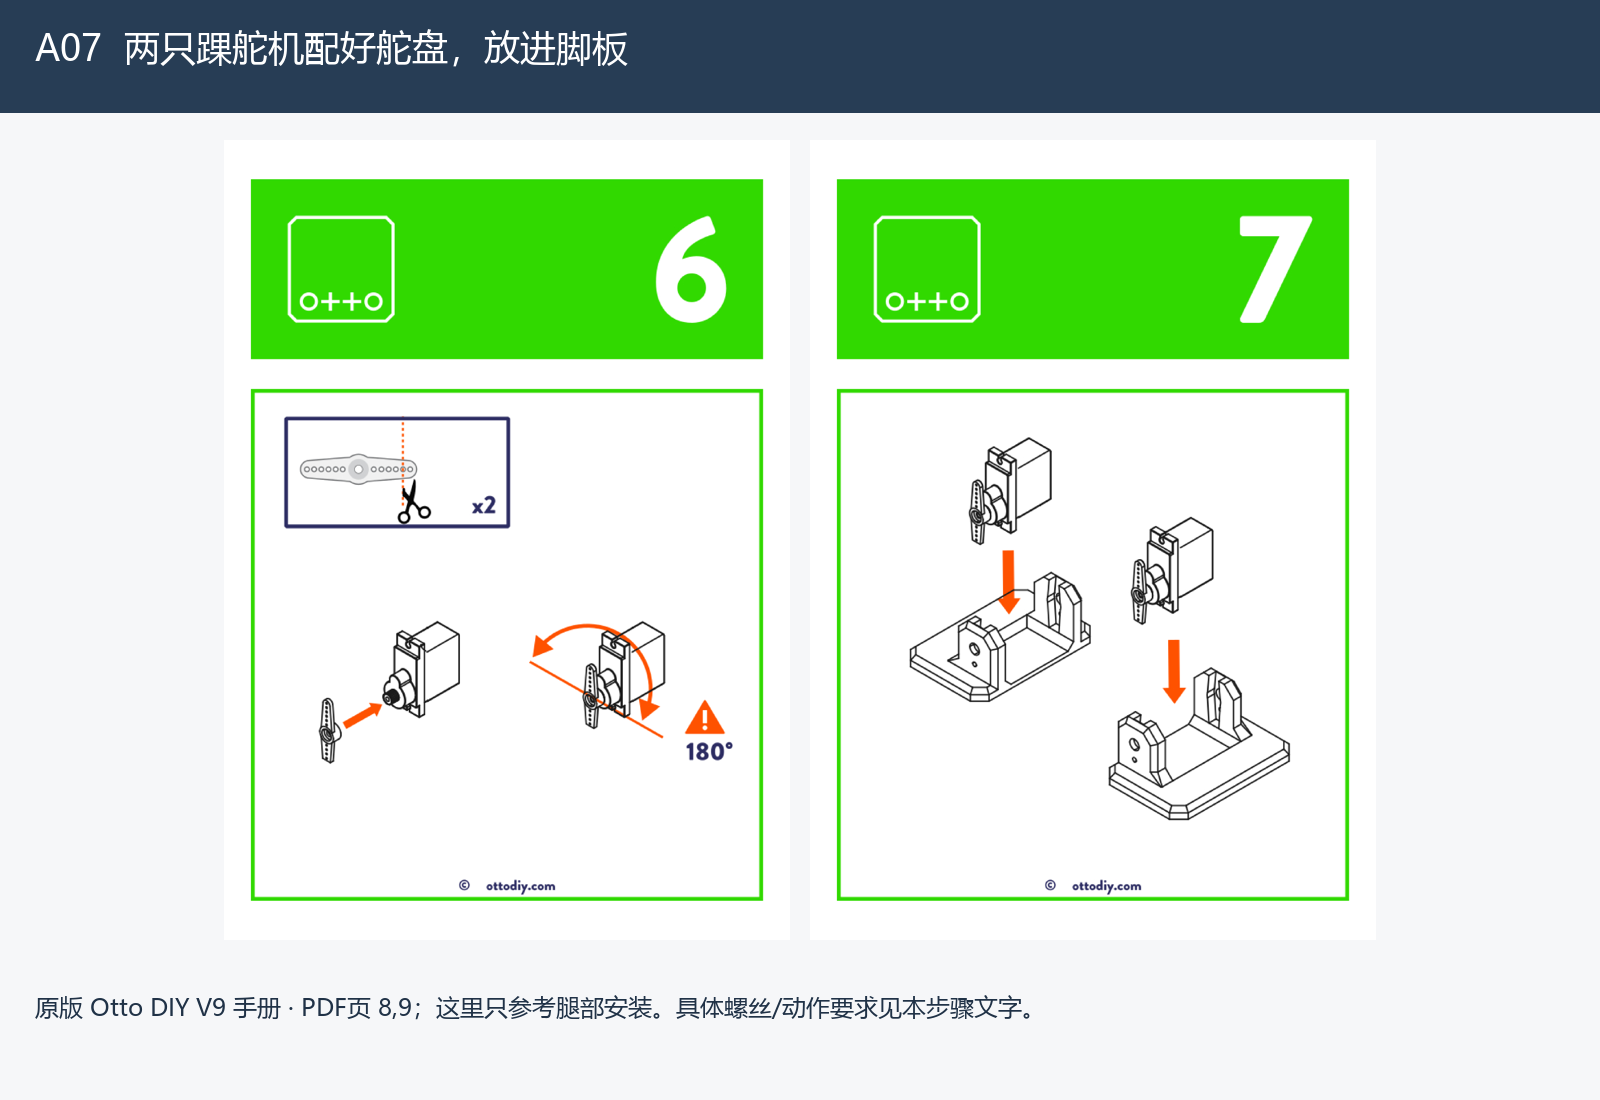 A07 两只踝舵机配好舵盘，放进脚板
6
x2
180°
© ottodiy.com
7
© ottodiy.com
原版 Otto DIY V9 手册 · PDF页 8,9；这里只参考腿部安装。具体螺丝/动作要求见本步骤文字。